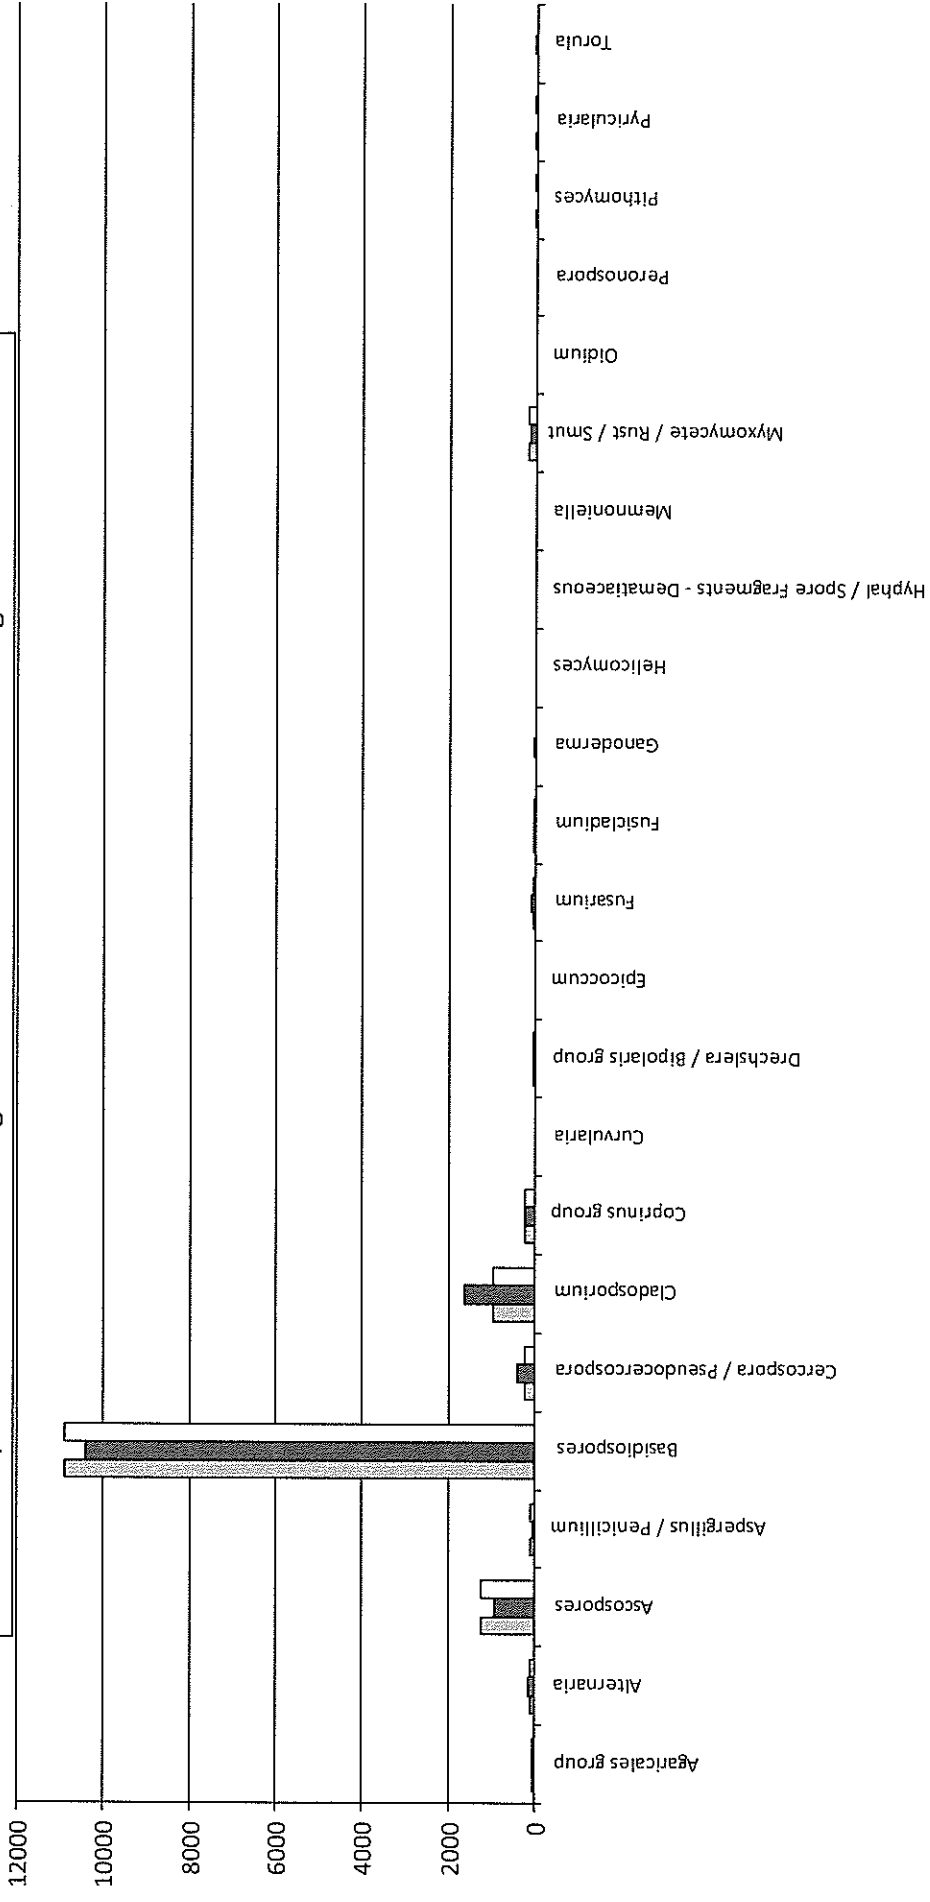 12000
10000
8000
6000
4000
2000
0
Agaricales group
Alternaria
Ascospores
Aspergillus / Penicillium
Basidiospores
Cercospora / Pseudocercospora
Cladosporium
Coprinus group
Curvularia
Drechslera / Bipolaris group
Epicoccum
Fusarium
Fusicladium
Ganoderma
Helicomyces
Hyphal / Spore Fragments - Dematiaceous
Memnoniella
Myxomycete / Rust / Smut
Oidium
Peronospora
Pithomyces
Pyricularia
Torula